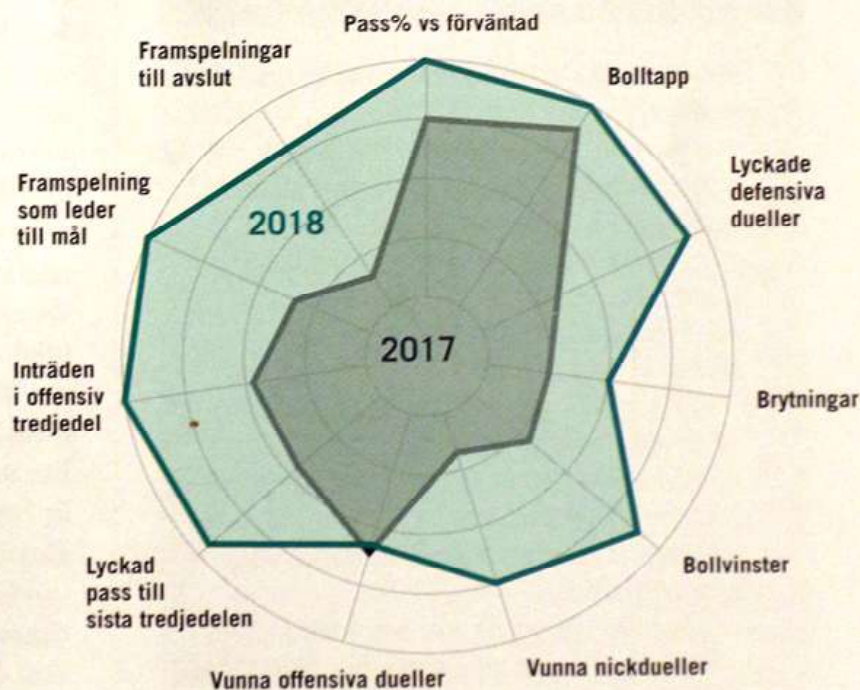 Pass% vs förväntad
Framspelningar
till avslut
Bolltapp
Lyckade
defensiva
dueller
Framspelning
som leder
till mål
2018
2017
Inträden
i offensiv
tredjedel
Brytningar
Lyckad
pass till
sista tredjedelen
Bollvinster
Vunna offensiva dueller
Vunna nickdueller